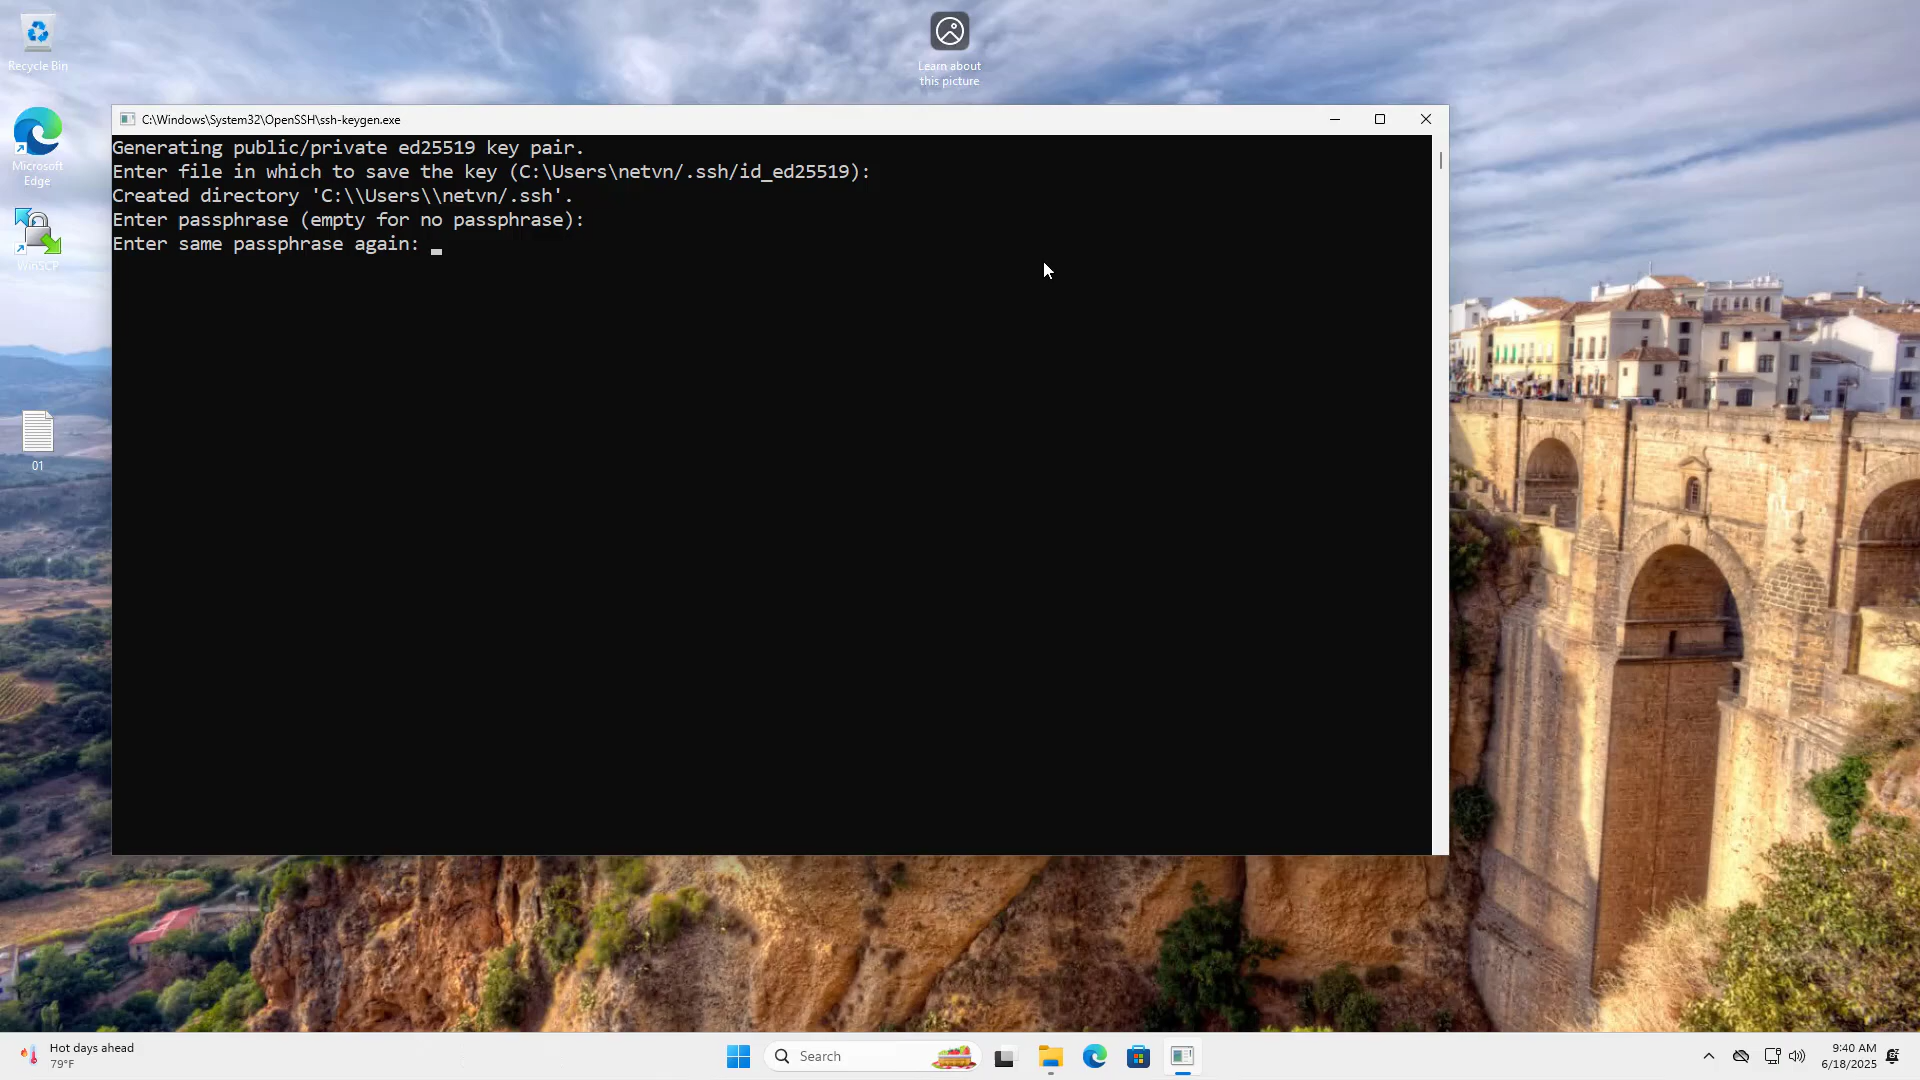 Recycle Bin
Learn about
this picture
C:\Windows\System32\OpenSSH\ssh-keygen.exe
Generating public/private ed25519 key pair.
Enter file in which to save the key (C:\Users\netvn/.ssh/id_ed25519):
Created directory 'C:\\Users\\netvn/.ssh'.
Enter passphrase (empty for no passphrase):
Enter same passphrase again:
Microsoft
Edge
WinSCP
01
Hot days ahead
79°F
Search
9:40 AM
6/18/2025